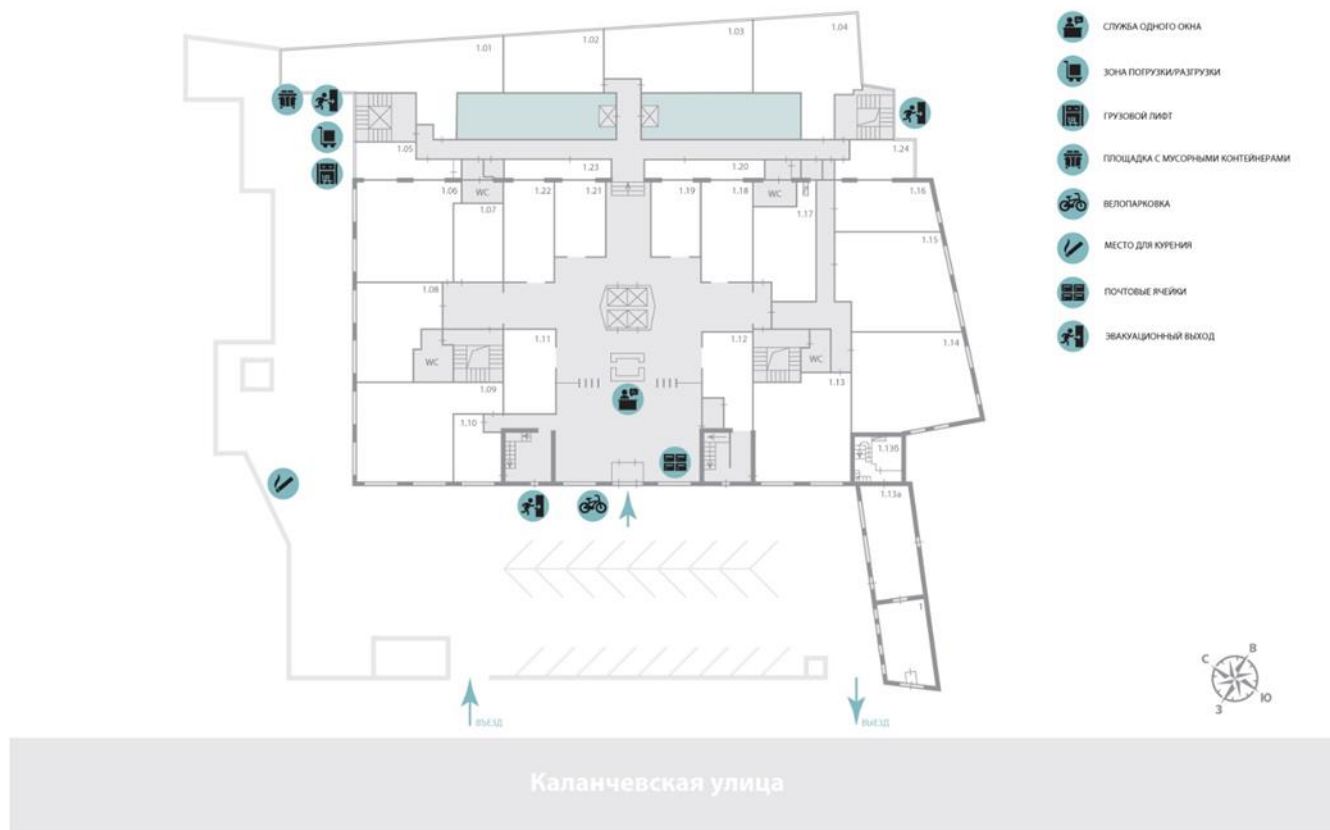 1.01
1.02
1.03
1.04
1.05
1.23
1.20
1.24
1.06
WC
1.22
1.21
1.19
1.18
WC
1.16
1.07
1.17
1.15
1.08
1.11
1.12
1.14
WC
WC
1.09
1.13
1.10
1.13б
1.13а
1
ВЪЕЗД
ВЫЕЗД
Каланчевская улица
СЛУЖБА ОДНОГО ОКНА
ЗОНА ПОГРУЗКИ/РАЗГРУЗКИ
ГРУЗОВОЙ ЛИФТ
ПЛОЩАДКА С МУСОРНЫМИ КОНТЕЙНЕРАМИ
ВЕЛОПАРКОВКА
МЕСТО ДЛЯ КУРЕНИЯ
ПОЧТОВЫЕ ЯЧЕЙКИ
ЭВАКУАЦИОННЫЙ ВЫХОД
С
В
Ю
З